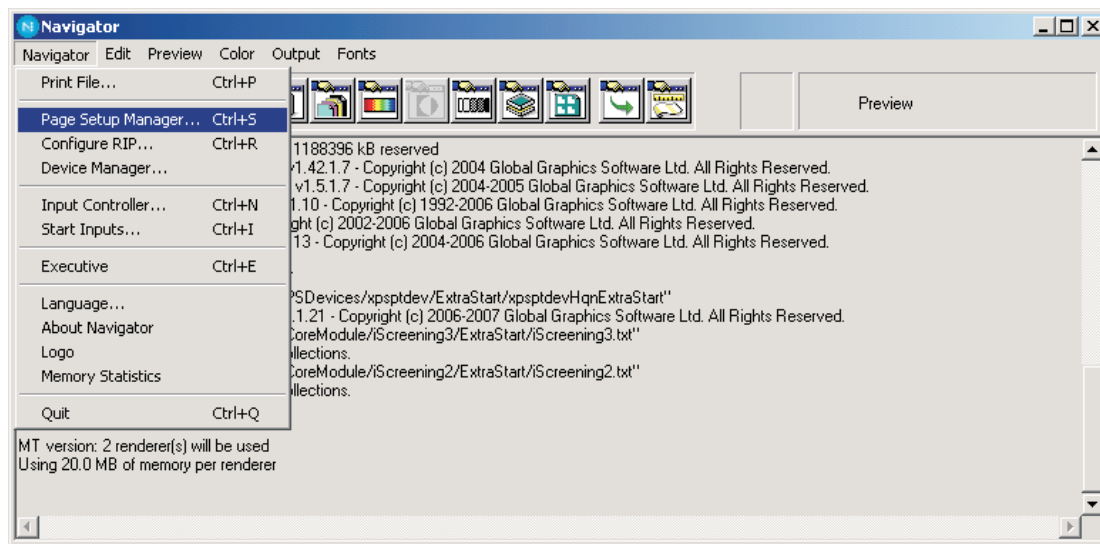 Navigator
Navigator Edit Preview Color Output Fonts
Print File... Ctrl+P
Page Setup Manager... Ctrl+S
Configure RIP... Ctrl+R
Device Manager...
Input Controller... Ctrl+N
Start Inputs... Ctrl+I
Executive Ctrl+E
Language...
About Navigator
Logo
Memory Statistics
Quit Ctrl+Q
Preview
1188396 kB reserved
v1.42.1.7 - Copyright (c) 2004 Global Graphics Software Ltd. All Rights Reserved.
v1.5.1.7 - Copyright (c) 2004-2005 Global Graphics Software Ltd. All Rights Reserved.
1.10 - Copyright (c) 1992-2006 Global Graphics Software Ltd. All Rights Reserved.
ght (c) 2002-2006 Global Graphics Software Ltd. All Rights Reserved.
13 - Copyright (c) 2004-2006 Global Graphics Software Ltd. All Rights Reserved.
PSDevices/xpsptdev/ExtraStart/xpsptdevHqnExtraStart"
.1.21 - Copyright (c) 2006-2007 Global Graphics Software Ltd. All Rights Reserved.
CoreModule/iScreening3/ExtraStart/iScreening3.txt"
llections.
CoreModule/iScreening2/ExtraStart/iScreening2.txt"
llections.
MT version: 2 renderer(s) will be used
Using 20.0 MB of memory per renderer